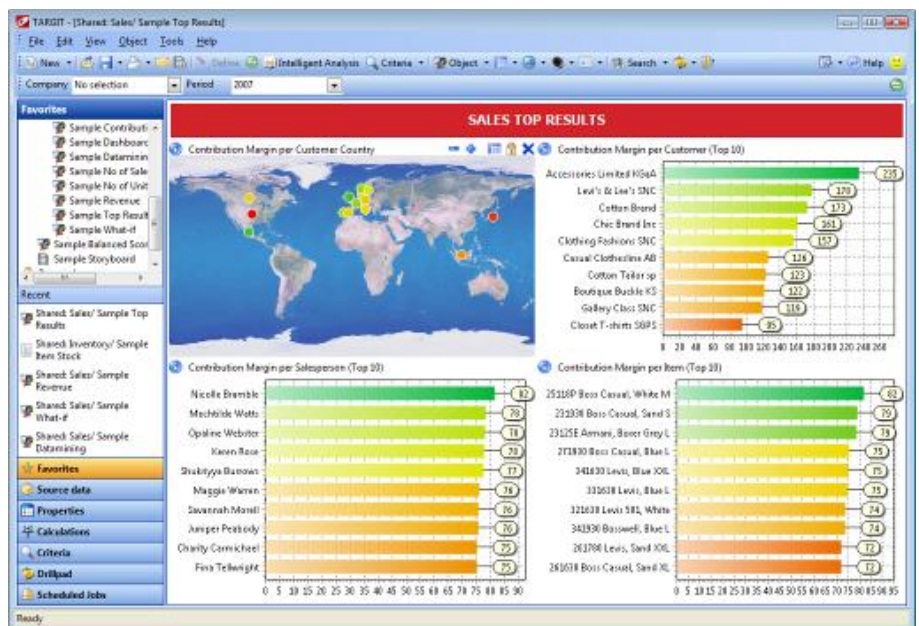 TARGIT - [Shared: Sales/ Sample Top Results]
File Edit View Object Tools Help
New Define Intelligent Analysis Criteria Object Search Help
Company No selection Period 2007
Favorites
Sample Contributi
Sample Dashboarc
Sample Dataminin
Sample No of Sale
Sample No of Unit
Sample Revenue
Sample Top Result
Sample What-if
Sample Balanced Scor
Sample Storyboard
Recent
Shared: Sales/ Sample Top Results
Shared: Inventory/ Sample Item Stock
Shared: Sales/ Sample Revenue
Shared: Sales/ Sample What-if
Shared: Sales/ Sample Datamining
Favorites
Source data
Properties
Calculations
Criteria
Drillpad
Scheduled Jobs
Ready
SALES TOP RESULTS
Contribution Margin per Customer Country
Contribution Margin per Customer (Top 10)
Accessories Limited KGaA 235
Levi's & Lee's SNC 178
Cotton Brand 173
Chic Brand Inc 161
Clothing Fashions SNC 157
Casual Clothesline AB 126
Cotton Tailor sp 123
Boutique Buckle KS 122
Gallery Class SNC 119
Closet T-shirts SGPS 95
0 20 40 60 80 100 120 140 160 180 200 220 240 260
Contribution Margin per Salesperson (Top 10)
Nicolle Bramble 82
Mechtilde Watts 78
Opaline Webster 78
Karen Rose 78
Shukriyya Burrows 77
Maggie Warren 76
Savannah Morell 76
Juniper Peabody 76
Charity Carmichael 75
Fina Tellwright 75
0 5 10 15 20 25 30 35 40 45 50 55 60 65 70 75 80 85 90
Contribution Margin per Item (Top 10)
25118P Boss Casual, White M 82
231930 Boss Casual, Sand S 79
23125E Armani, Boxer Grey L 79
271930 Boss Casual, Blue L 75
341630 Levis, Blue XXL 75
331630 Levis, Blue L 75
321630 Levis 501, White 74
341930 Bosswell, Blue L 74
261780 Levis, Sand XXL 72
261630 Boss Casual, Sand XL 72
0 5 10 15 20 25 30 35 40 45 50 55 60 65 70 75 80 85 90 95